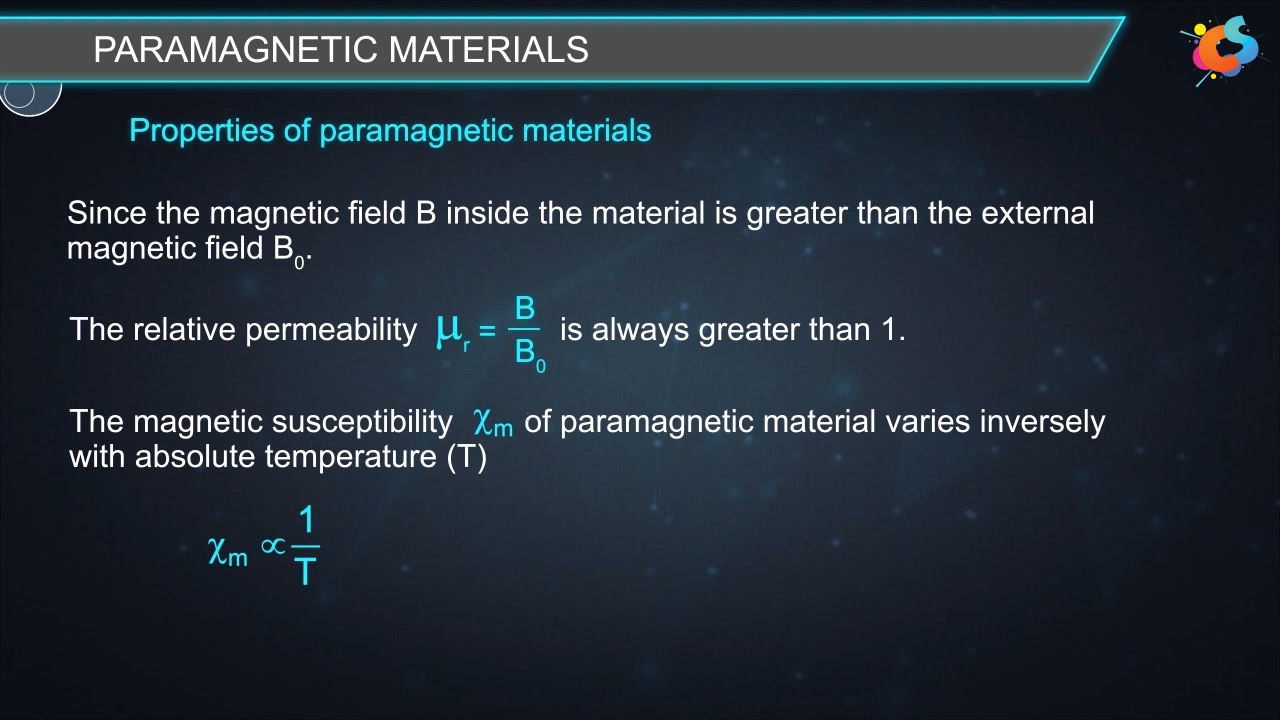 PARAMAGNETIC MATERIALS
CS
Properties of paramagnetic materials
Since the magnetic field B inside the material is greater than the external
magnetic field B₀.
The relative permeability μᵣ = B/B₀ is always greater than 1.
The magnetic susceptibility χₘ of paramagnetic material varies inversely
with absolute temperature (T)
χₘ ∝ 1/T